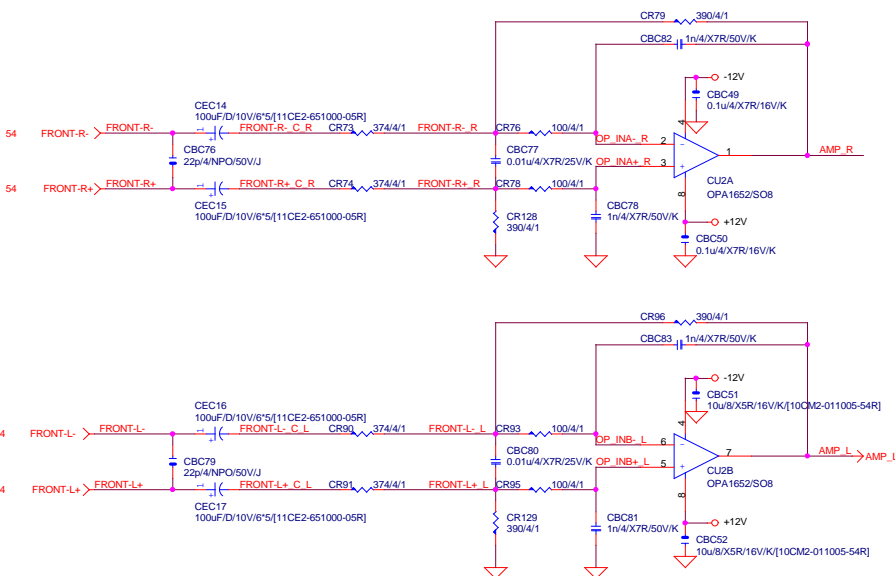 CR79 390/4/1
CBC82 1n/4/X7R/50V/K
-12V
CBC49
0.1u/4/X7R/16V/K
4
CEC14
100uF/D/10V/6*5/[11CE2-651000-05R]
54 FRONT-R- FRONT-R- 1 FRONT-R-_C_R CR73 374/4/1 FRONT-R-_R CR76 100/4/1
CBC76
22p/4/NPO/50V/J
CBC77
0.01u/4/X7R/25V/K
OP_INA-_R 2
OP_INA+_R 3
1 AMP_R
54 FRONT-R+ FRONT-R+ 1 FRONT-R+_C_R CR74 374/4/1 FRONT-R+_R CR78 100/4/1
CEC15
100uF/D/10V/6*5/[11CE2-651000-05R]
CU2A
OPA1652/SO8
8
CR128
390/4/1
CBC78
1n/4/X7R/50V/K
+12V
CBC50
0.1u/4/X7R/16V/K
CR96 390/4/1
CBC83 1n/4/X7R/50V/K
-12V
CBC51
10u/8/X5R/16V/K/[10CM2-011005-54R]
4
CEC16
100uF/D/10V/6*5/[11CE2-651000-05R]
4 FRONT-L- FRONT-L- 1 FRONT-L-_C_L CR90 374/4/1 FRONT-L-_L CR93 100/4/1
CBC79
22p/4/NPO/50V/J
CBC80
0.01u/4/X7R/25V/K
OP_INB-_L 6
OP_INB+_L 5
7 AMP_L AMP_L
4 FRONT-L+ FRONT-L+ 1 FRONT-L+_C_L CR91 374/4/1 FRONT-L+_L CR95 100/4/1
CEC17
100uF/D/10V/6*5/[11CE2-651000-05R]
CU2B
OPA1652/SO8
8
CR129
390/4/1
CBC81
1n/4/X7R/50V/K
+12V
CBC52
10u/8/X5R/16V/K/[10CM2-011005-54R]